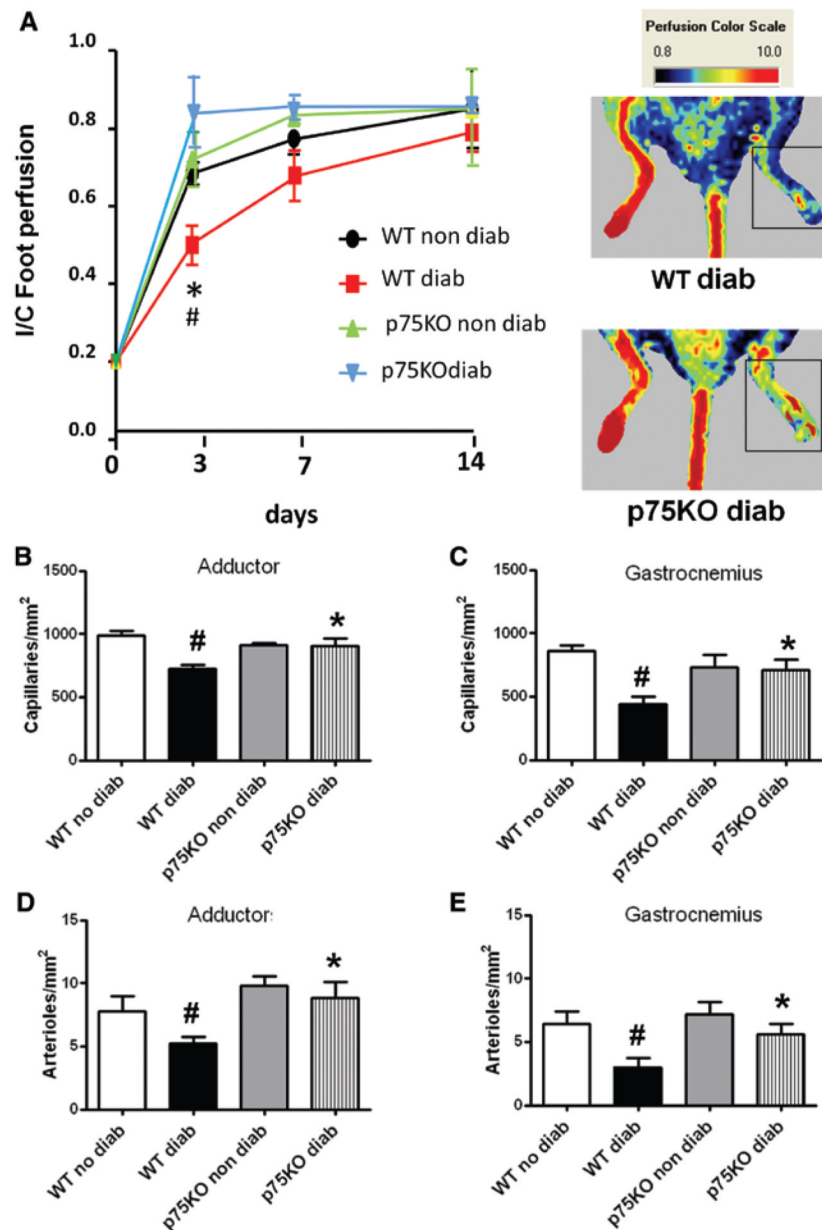 A
I/C Foot perfusion
1.0
0.8
0.6
0.4
0.2
0.0
*
#
WT non diab
WT diab
p75KO non diab
p75KOdiab
0
3
7
14
days
Perfusion Color Scale
0.8 10.0
WT diab
p75KO diab
B
Adductor
Capillaries/mm²
1500
1000
500
0
#
*
WT no diab
WT diab
p75KO non diab
p75KO diab
C
Gastrocnemius
Capillaries/mm²
1500
1000
500
0
#
*
WT no diab
WT diab
p75KO non diab
p75KO diab
D
Adductors
Arterioles/mm²
15
10
5
0
#
*
WT no diab
WT diab
p75KO non diab
p75KO diab
E
Gastrocnemius
Arterioles/mm²
15
10
5
0
#
*
WT no diab
WT diab
p75KO non diab
p75KO diab